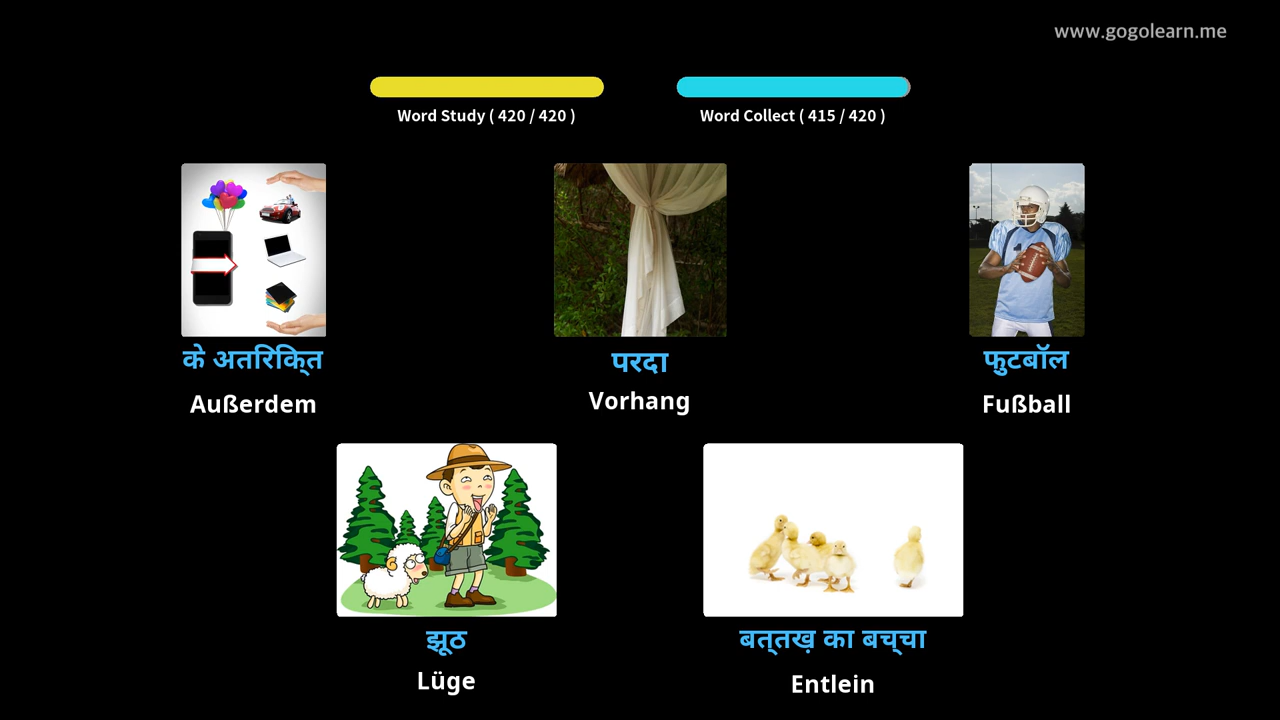 www.gogolearn.me
Word Study ( 420 / 420 )
Word Collect ( 415 / 420 )
के अतरिक्ति
Außerdem
परदा
Vorhang
फुटबॉल
Fußball
झूठ
Lüge
बत्तख़ का बच्चा
Entlein